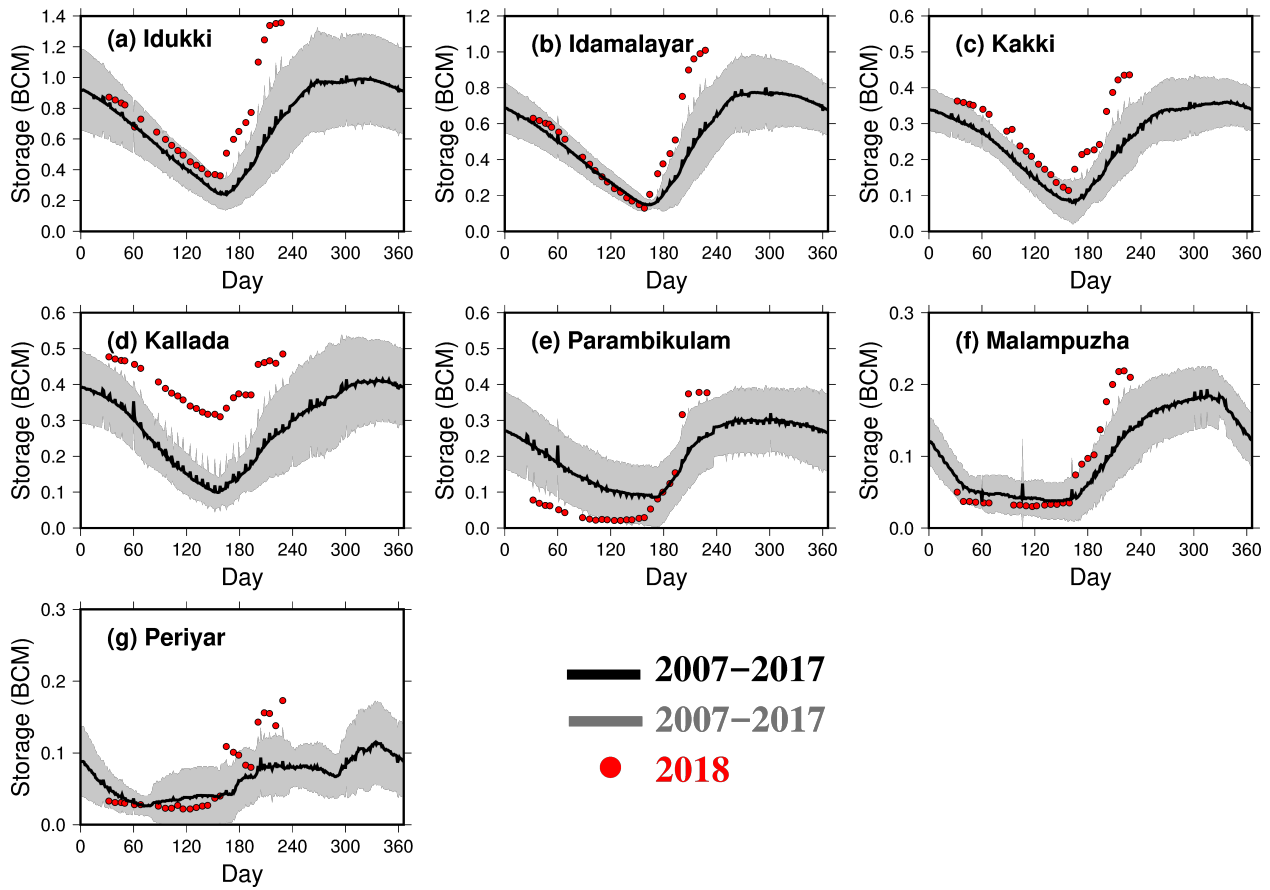 (a) Idukki
Storage (BCM)
1.4
1.2
1.0
0.8
0.6
0.4
0.2
0.0
0 60 120 180 240 300 360
Day
(b) Idamalayar
Storage (BCM)
1.2
1.0
0.8
0.6
0.4
0.2
0.0
0 60 120 180 240 300 360
Day
(c) Kakki
Storage (BCM)
0.6
0.5
0.4
0.3
0.2
0.1
0.0
0 60 120 180 240 300 360
Day
(d) Kallada
Storage (BCM)
0.6
0.5
0.4
0.3
0.2
0.1
0.0
0 60 120 180 240 300 360
Day
(e) Parambikulam
Storage (BCM)
0.6
0.5
0.4
0.3
0.2
0.1
0.0
0 60 120 180 240 300 360
Day
(f) Malampuzha
Storage (BCM)
0.3
0.2
0.1
0.0
0 60 120 180 240 300 360
Day
(g) Periyar
Storage (BCM)
0.3
0.2
0.1
0.0
0 60 120 180 240 300 360
Day
2007−2017
2007−2017
2018